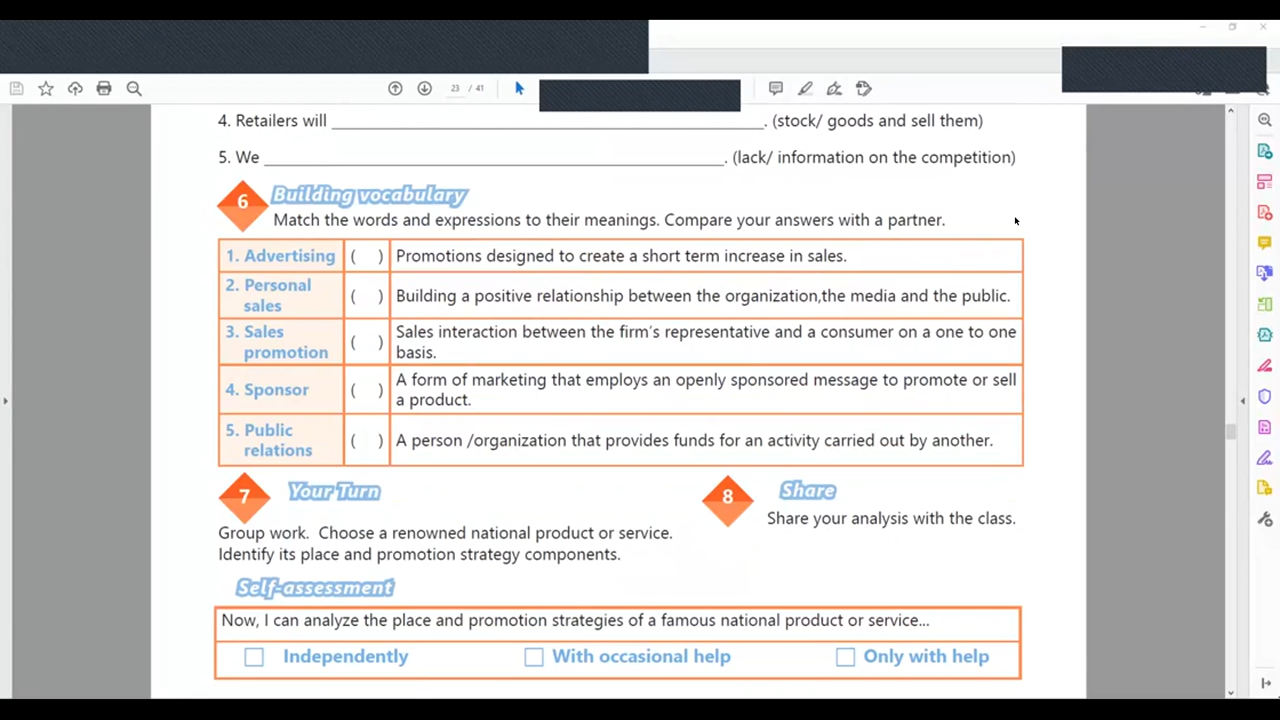 23 / 41
4. Retailers will ____________________. (stock/ goods and sell them)
5. We ____________________. (lack/ information on the competition)
6 Building vocabulary
Match the words and expressions to their meanings. Compare your answers with a partner.
1. Advertising ( ) Promotions designed to create a short term increase in sales.
2. Personal sales ( ) Building a positive relationship between the organization,the media and the public.
3. Sales promotion ( ) Sales interaction between the firm's representative and a consumer on a one to one
basis.
4. Sponsor ( ) A form of marketing that employs an openly sponsored message to promote or sell
a product.
5. Public relations ( ) A person /organization that provides funds for an activity carried out by another.
7 Your Turn
Group work. Choose a renowned national product or service.
Identify its place and promotion strategy components.
8 Share
Share your analysis with the class.
Self-assessment
Now, I can analyze the place and promotion strategies of a famous national product or service...
Independently With occasional help Only with help